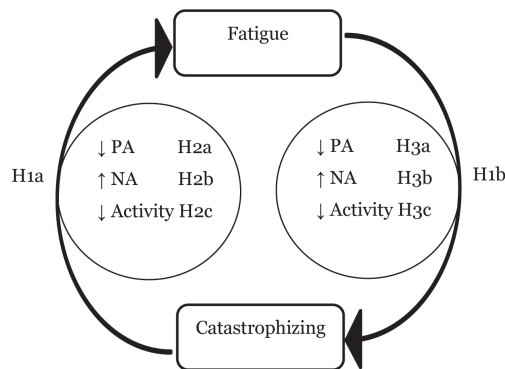 Fatigue
H1a
↓ PA H2a
↑ NA H2b
↓ Activity H2c
↓ PA H3a
↑ NA H3b
↓ Activity H3c
H1b
Catastrophizing